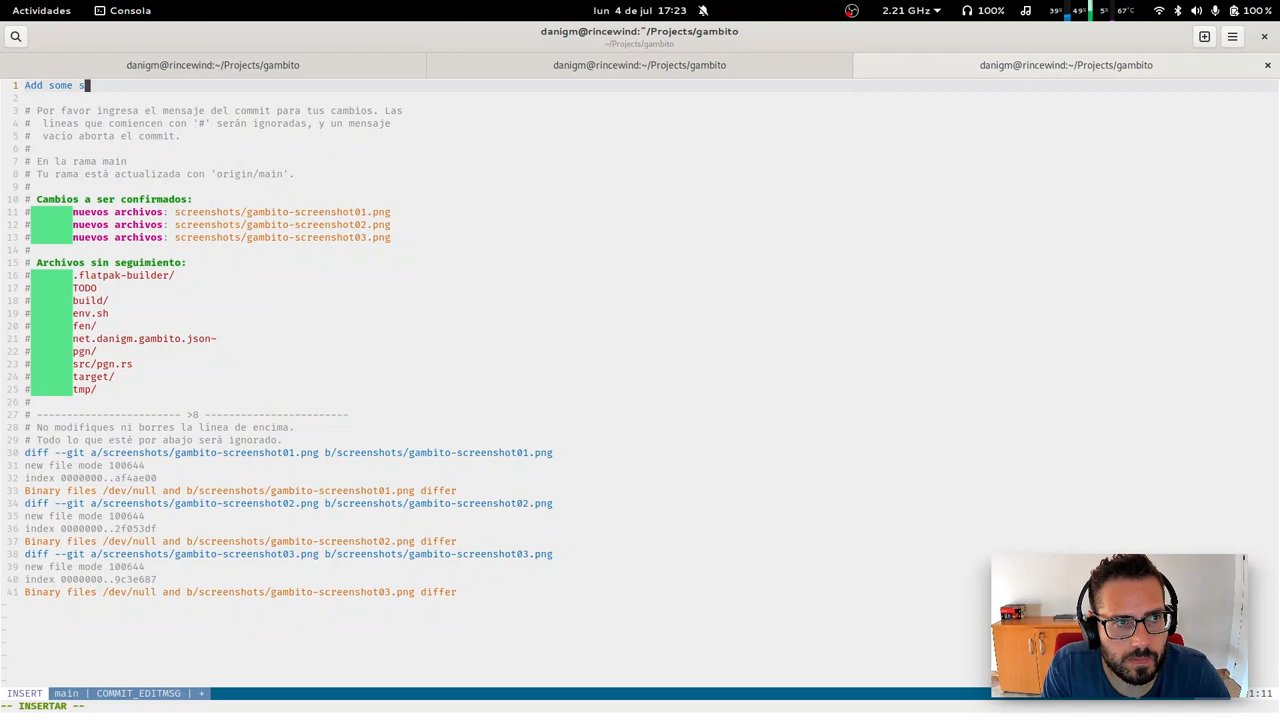 Actividades Consola lun 4 de jul 17:23 2.21 GHz 100% 39% 49% 5% 67°C 100 %
danigm@rincewind:~/Projects/gambito
~/Projects/gambito
danigm@rincewind:~/Projects/gambito danigm@rincewind:~/Projects/gambito danigm@rincewind:~/Projects/gambito ×
1 Add some s
2
3 # Por favor ingresa el mensaje del commit para tus cambios. Las
4 # líneas que comiencen con '#' serán ignoradas, y un mensaje
5 # vacío aborta el commit.
6 #
7 # En la rama main
8 # Tu rama está actualizada con 'origin/main'.
9 #
10 # Cambios a ser confirmados:
11 # nuevos archivos: screenshots/gambito-screenshot01.png
12 # nuevos archivos: screenshots/gambito-screenshot02.png
13 # nuevos archivos: screenshots/gambito-screenshot03.png
14 #
15 # Archivos sin seguimiento:
16 # .flatpak-builder/
17 # TODO
18 # build/
19 # env.sh
20 # fen/
21 # net.danigm.gambito.json~
22 # pgn/
23 # src/pgn.rs
24 # target/
25 # tmp/
26 #
27 # ------------------------ >8 ------------------------
28 # No modifiques ni borres la línea de encima.
29 # Todo lo que esté por abajo será ignorado.
30 diff --git a/screenshots/gambito-screenshot01.png b/screenshots/gambito-screenshot01.png
31 new file mode 100644
32 index 0000000..af4ae00
33 Binary files /dev/null and b/screenshots/gambito-screenshot01.png differ
34 diff --git a/screenshots/gambito-screenshot02.png b/screenshots/gambito-screenshot02.png
35 new file mode 100644
36 index 0000000..2f053df
37 Binary files /dev/null and b/screenshots/gambito-screenshot02.png differ
38 diff --git a/screenshots/gambito-screenshot03.png b/screenshots/gambito-screenshot03.png
39 new file mode 100644
40 index 0000000..9c3e687
41 Binary files /dev/null and b/screenshots/gambito-screenshot03.png differ
~
~
~
~
~
~
~
INSERT main | COMMIT_EDITMSG | + 1:11
-- INSERTAR --